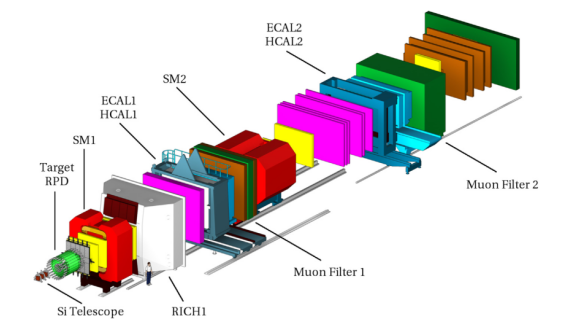 ECAL2
HCAL2
SM2
ECAL1
HCAL1
SM1
Target
RPD
Muon Filter 2
Muon Filter 1
Si Telescope
RICH1